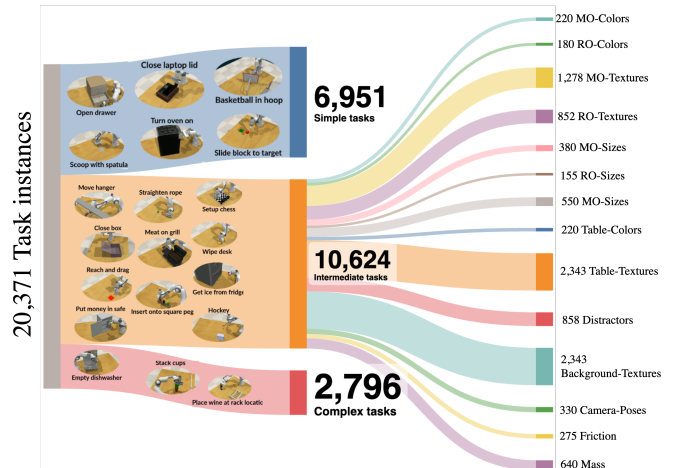 20,371 Task instances
Close laptop lid
Open drawer
Basketball in hoop
Turn oven on
Scoop with spatula
Slide block to target
6,951
Simple tasks
Move hanger
Straighten rope
Setup chess
Close box
Meat on grill
Wipe desk
Reach and drag
Get ice from fridge
Put money in safe
Insert onto square peg
Hockey
10,624
Intermediate tasks
Empty dishwasher
Stack cups
Place wine at rack locatic
2,796
Complex tasks
220 MO-Colors
180 RO-Colors
1,278 MO-Textures
852 RO-Textures
380 MO-Sizes
155 RO-Sizes
550 MO-Sizes
220 Table-Colors
2,343 Table-Textures
858 Distractors
2,343
Background-Textures
330 Camera-Poses
275 Friction
640 Mass